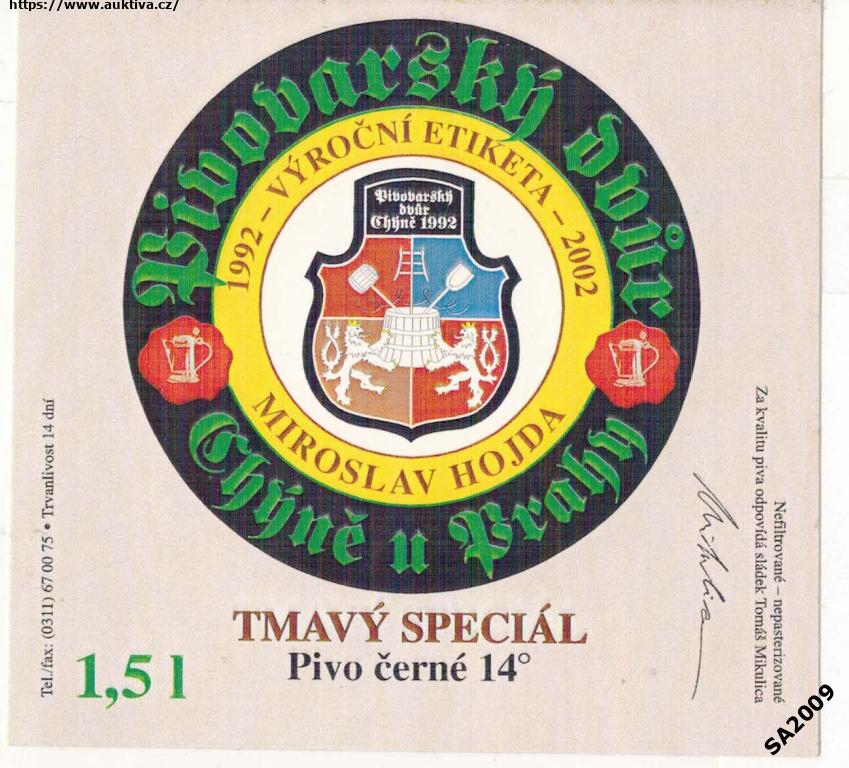 https://www.auktiva.cz/
Pivovarský dvůr
1992 – VÝROČNÍ ETIKETA – 2002
Pivovarský
dvůr
Chýně 1992
MIROSLAV HOJDA
Chýně u Prahy
TMAVÝ SPECIÁL
Pivo černé 14°
1,5 l
Tel./fax: (0311) 67 00 75 • Trvanlivost 14 dní
Nefiltrované – nepasterizované
Za kvalitu piva odpovídá sládek Tomáš Mikulica
Mikulica
SA2009